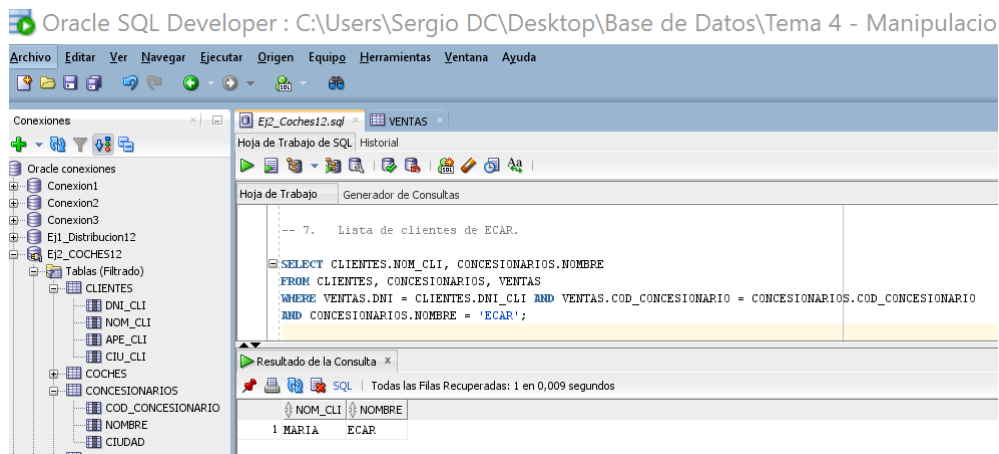 Oracle SQL Developer : C:\Users\Sergio DC\Desktop\Base de Datos\Tema 4 - Manipulacio
Archivo Editar Ver Navegar Ejecutar Origen Equipo Herramientas Ventana Ayuda
Conexiones
Oracle conexiones
Conexion1
Conexion2
Conexion3
Ej1_Distribucion12
Ej2_COCHES12
Tablas (Filtrado)
CLIENTES
DNI_CLI
NOM_CLI
APE_CLI
CIU_CLI
COCHES
CONCESIONARIOS
COD_CONCESIONARIO
NOMBRE
CIUDAD
Ej2_Coches12.sql VENTAS
Hoja de Trabajo de SQL Historial
Hoja de Trabajo Generador de Consultas
-- 7. Lista de clientes de ECAR.
SELECT CLIENTES.NOM_CLI, CONCESIONARIOS.NOMBRE
FROM CLIENTES, CONCESIONARIOS, VENTAS
WHERE VENTAS.DNI = CLIENTES.DNI_CLI AND VENTAS.COD_CONCESIONARIO = CONCESIONARIOS.COD_CONCESIONARIO
AND CONCESIONARIOS.NOMBRE = 'ECAR';
Resultado de la Consulta x
SQL | Todas las Filas Recuperadas: 1 en 0,009 segundos
NOM_CLI NOMBRE
1 MARIA ECAR